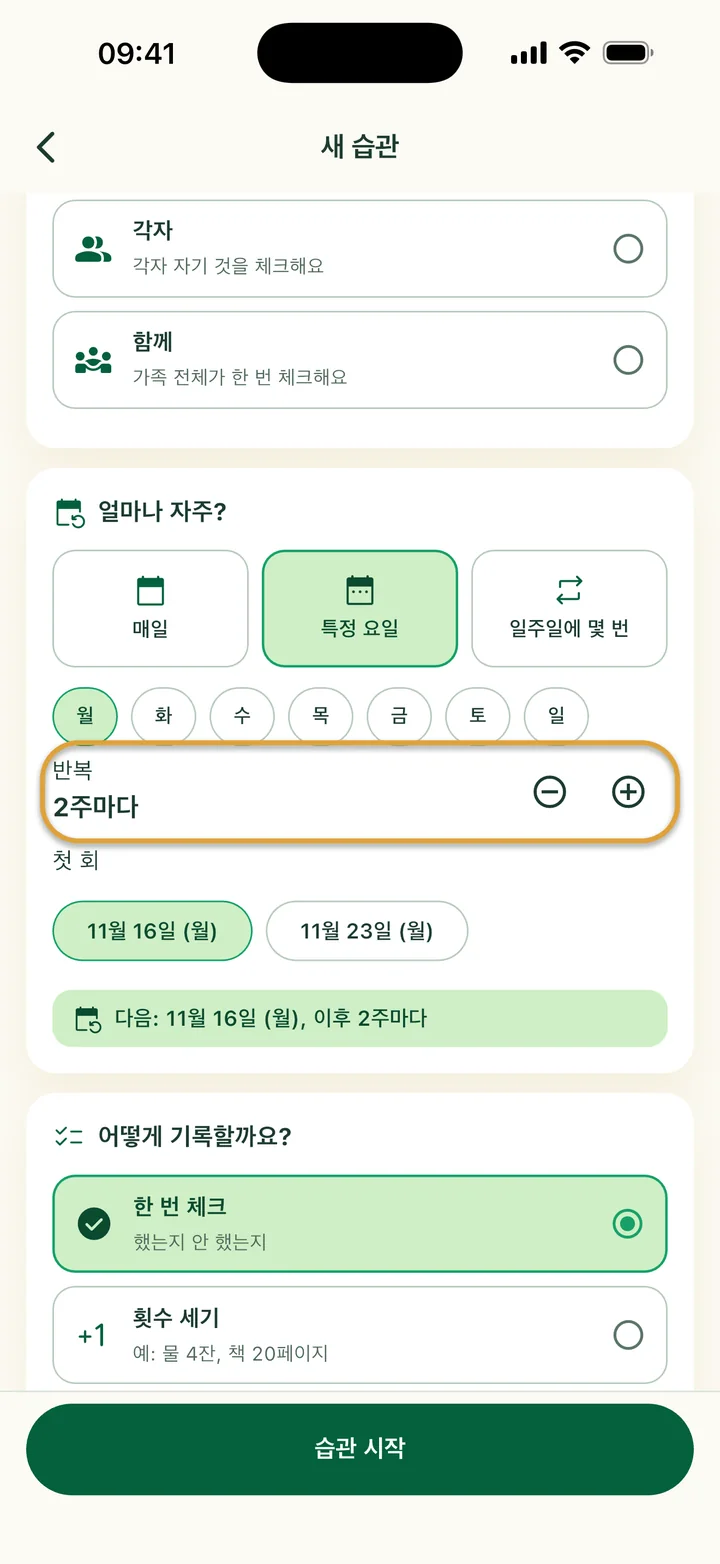 09:41
새 습관
각자
각자 자기 것을 체크해요
함께
가족 전체가 한 번 체크해요
얼마나 자주?
매일
특정 요일
일주일에 몇 번
월 화 수 목 금 토 일
반복
2주마다
첫 회
11월 16일 (월) 11월 23일 (월)
다음: 11월 16일 (월), 이후 2주마다
어떻게 기록할까요?
한 번 체크
했는지 안 했는지
+1
횟수 세기
예: 물 4잔, 책 20페이지
습관 시작